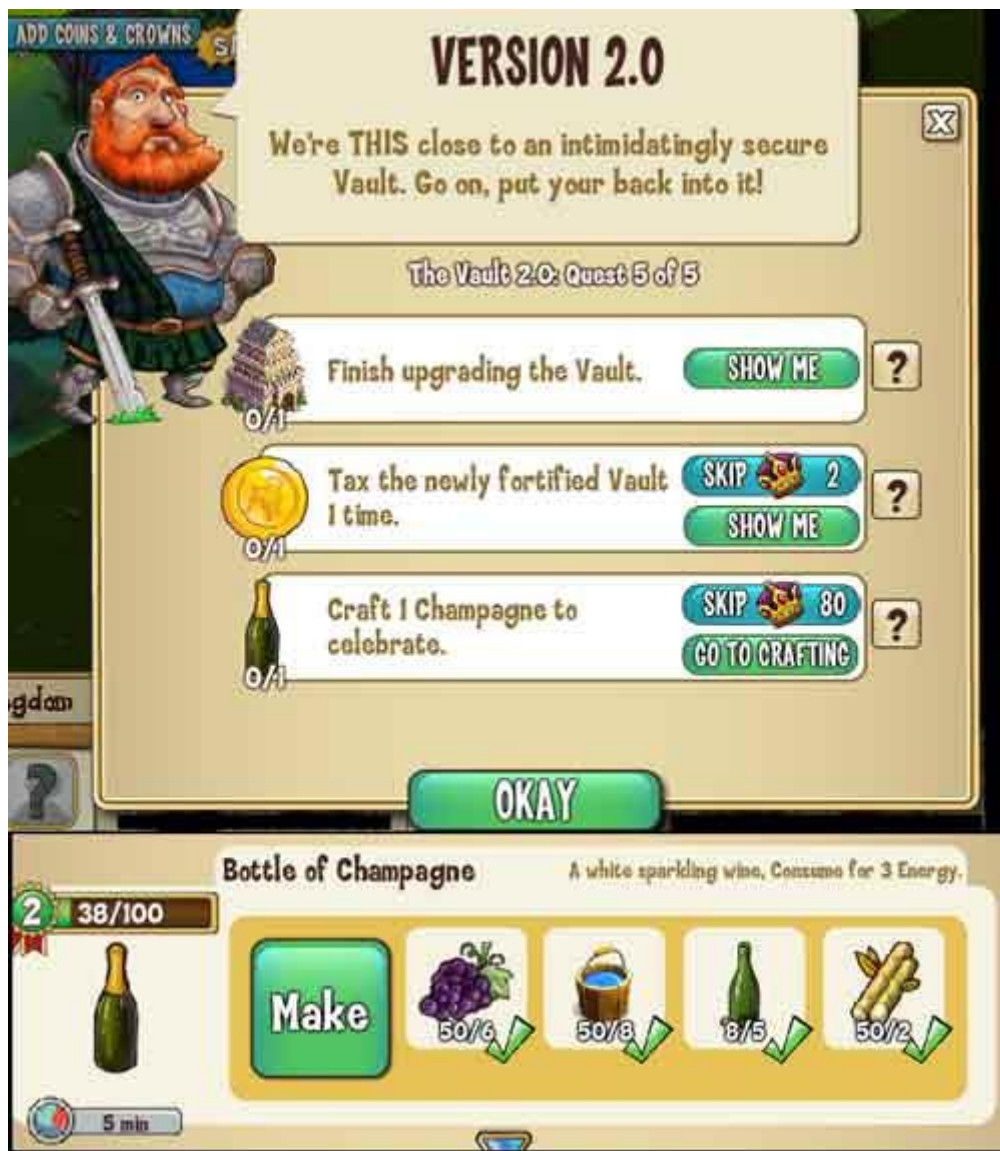 ADD COINS & CROWNS
VERSION 2.0
We're THIS close to an intimidatingly secure
Vault. Go on, put your back into it!
The Vault 2.0: Quest 5 of 5
Finish upgrading the Vault.
SHOW ME
?
0/1
Tax the newly fortified Vault
1 time.
SKIP 2
SHOW ME
?
0/1
Craft 1 Champagne to
celebrate.
SKIP 80
GO TO CRAFTING
?
0/1
?
OKAY
Bottle of Champagne
A white sparkling wine, Consume for 3 Energy.
2 38/100
Make
50/6
50/8
8/5
50/2
5 min